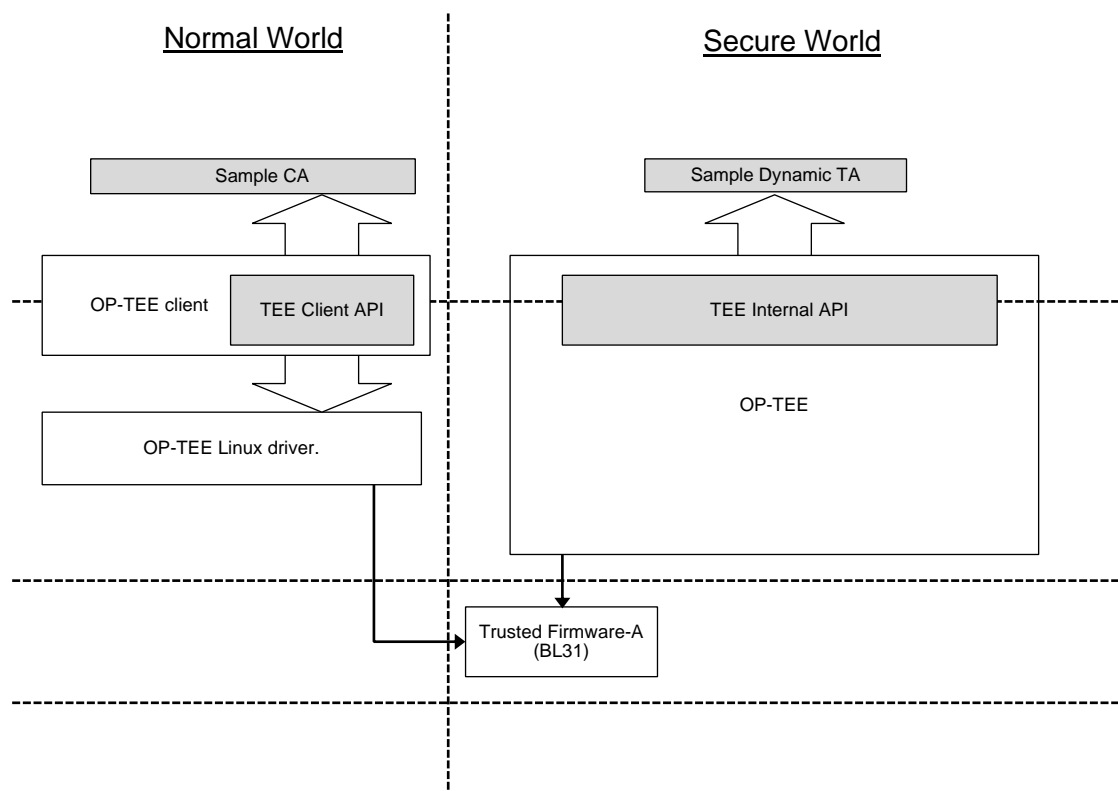 Normal World
Secure World
Sample CA
Sample Dynamic TA
OP-TEE client
TEE Client API
TEE Internal API
OP-TEE
OP-TEE Linux driver.
Trusted Firmware-A
(BL31)